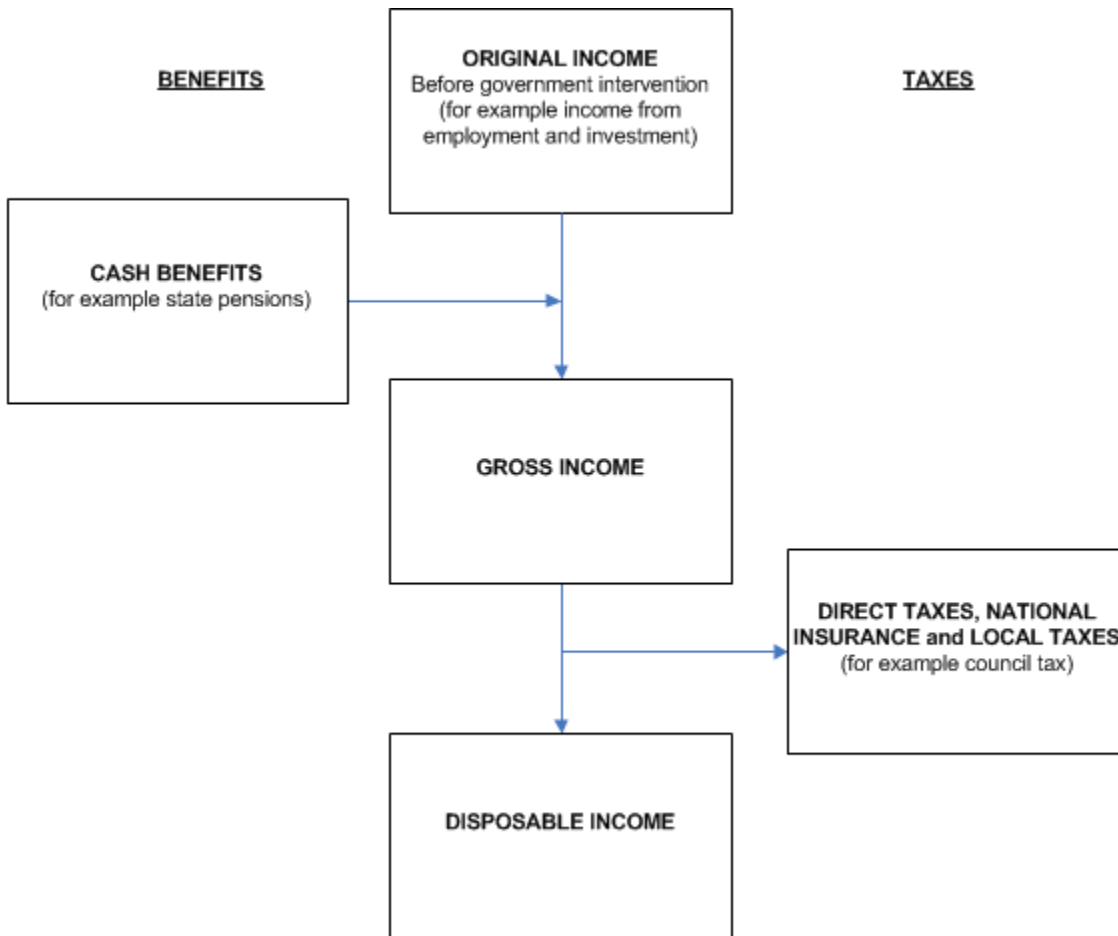 BENEFITS
ORIGINAL INCOME
Before government intervention
(for example income from
employment and investment)
TAXES
CASH BENEFITS
(for example state pensions)
GROSS INCOME
DIRECT TAXES, NATIONAL
INSURANCE and LOCAL TAXES
(for example council tax)
DISPOSABLE INCOME